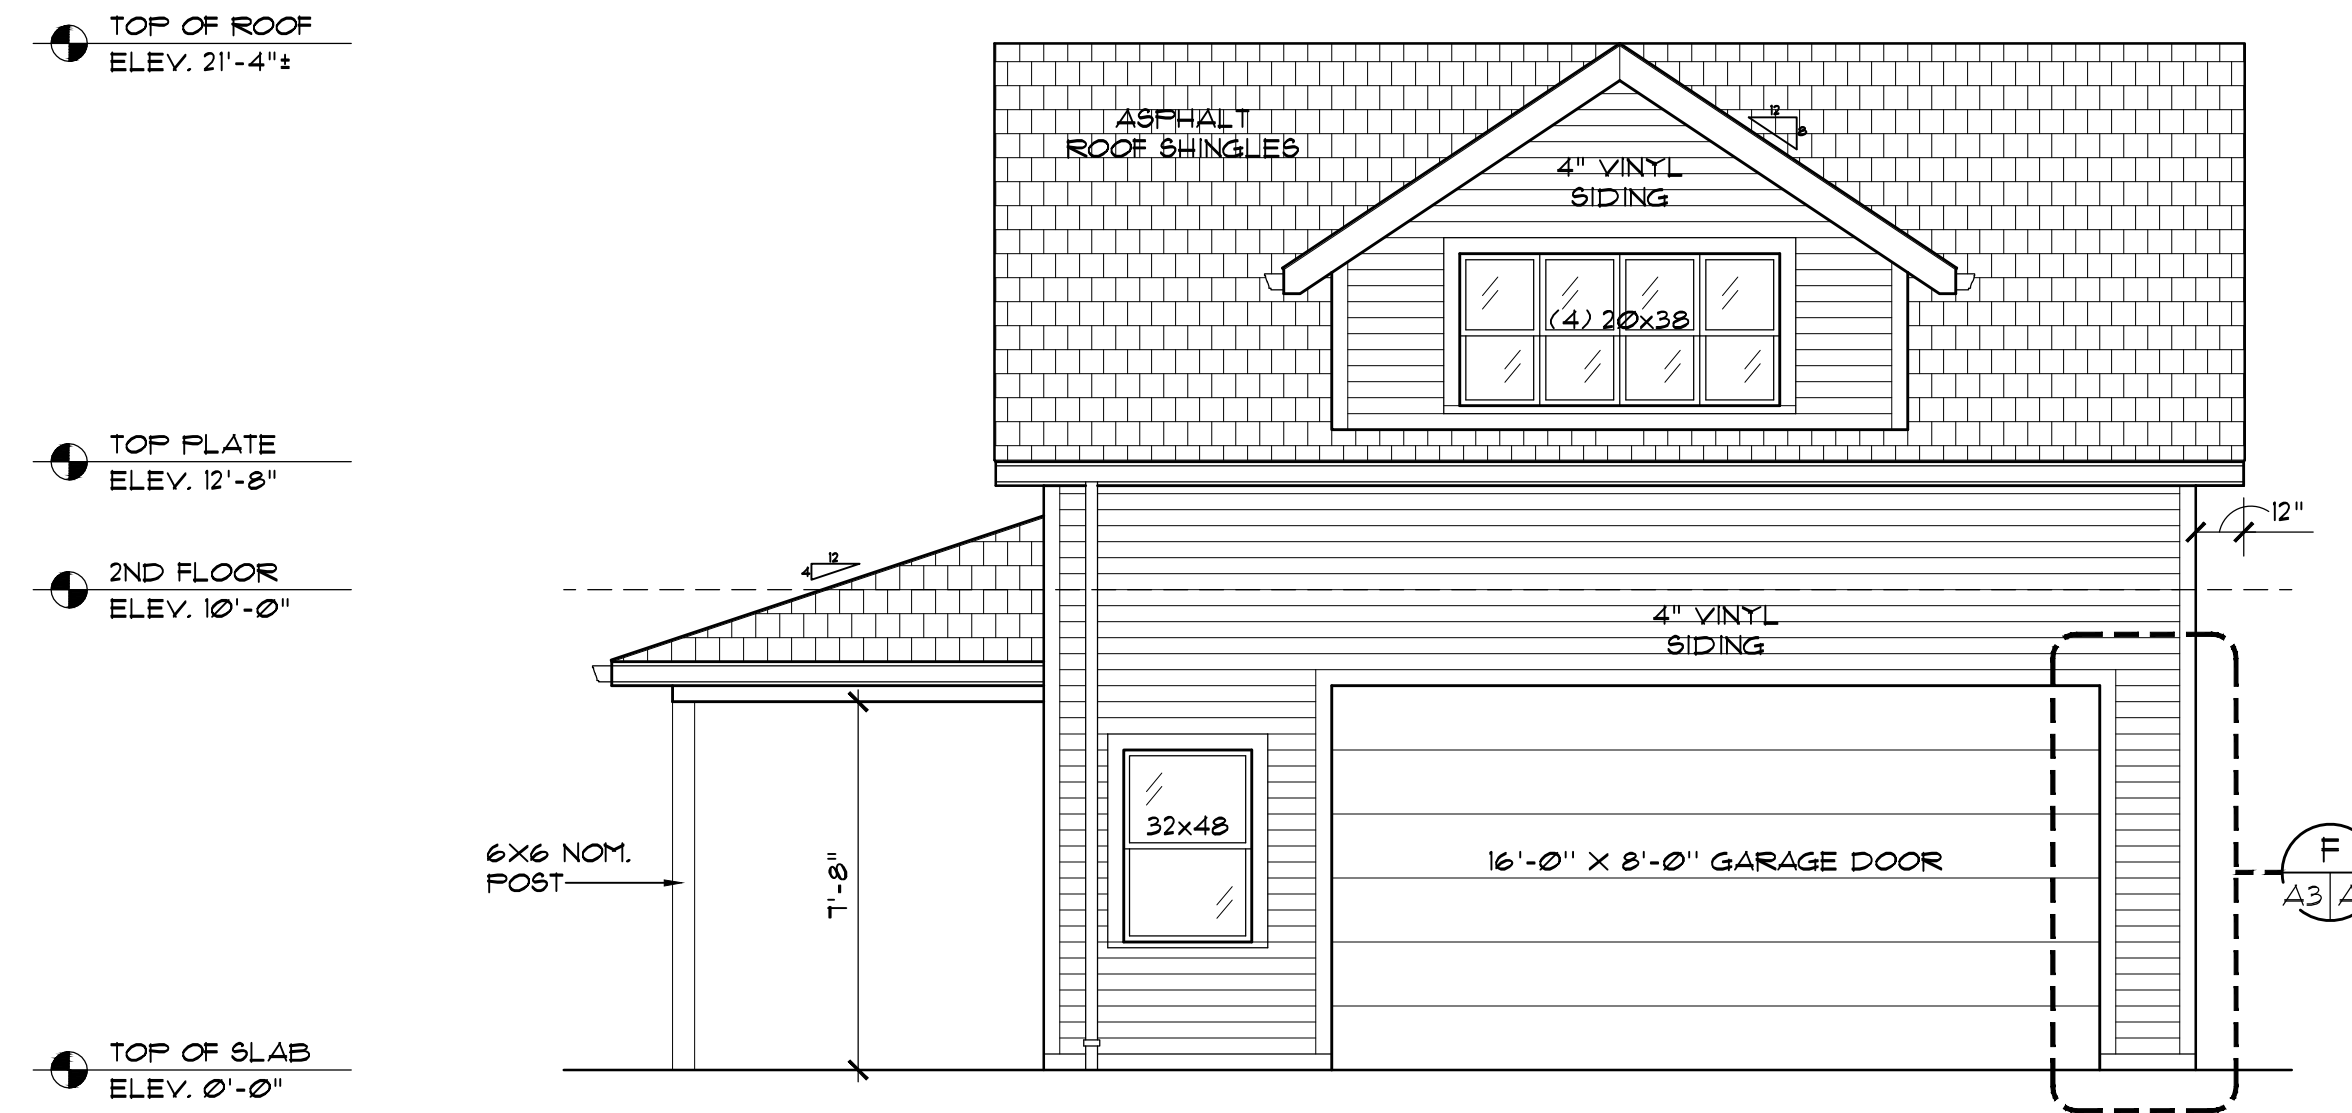 TOP OF ROOF
ELEV. 21'-4"±
ASPHALT
ROOF SHINGLES
12
8
4" VINYL
SIDING
(4) 20x38
TOP PLATE
ELEV. 12'-8"
12"
2ND FLOOR
ELEV. 10'-0"
12
4
4" VINYL
SIDING
32x48
6X6 NOM.
POST
7'-8"
16'-0" X 8'-0" GARAGE DOOR
F
A3
TOP OF SLAB
ELEV. 0'-0"